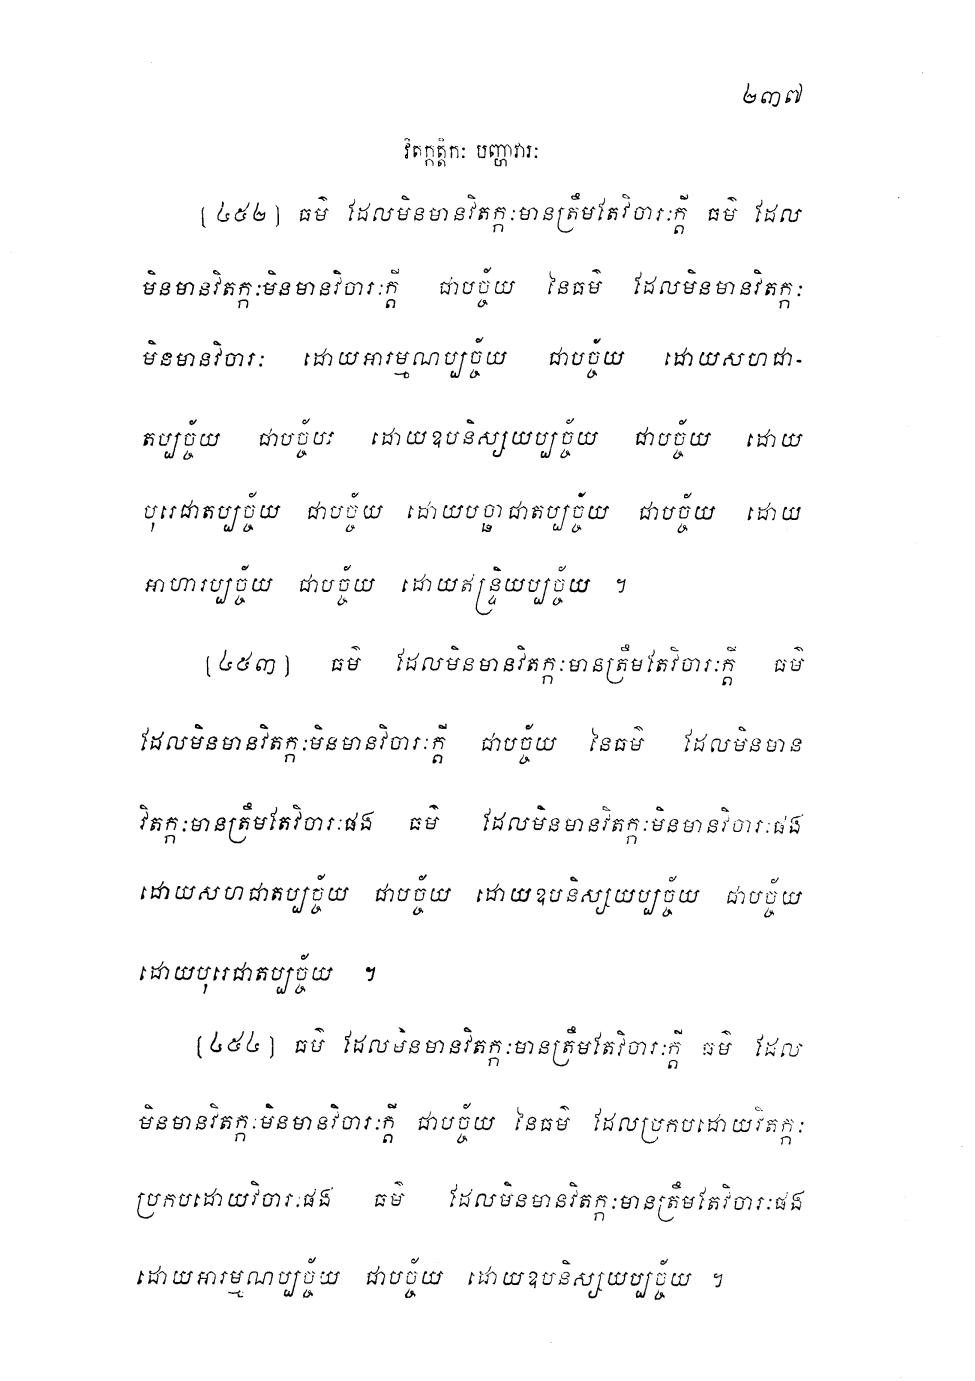 ២៣៧
វិតក្កត្តិកៈ បញ្ហាវារៈ
(៤៥២) ធម៌ ដែលមិនមានវិតក្កៈមានត្រឹមតែវិចារៈក្តី ធម៌ ដែល
មិនមានវិតក្កៈមិនមានវិចារៈក្តី ជាបច្ច័យ នៃធម៌ ដែលមិនមានវិតក្កៈ
មិនមានវិចារៈ ដោយអារម្មណប្បច្ច័យ ជាបច្ច័យ ដោយសហជា-
តប្បច្ច័យ ជាបច្ច័យ ដោយឧបនិស្សយប្បច្ច័យ ជាបច្ច័យ ដោយ
បុរេជាតប្បច្ច័យ ជាបច្ច័យ ដោយបច្ឆាជាតប្បច្ច័យ ជាបច្ច័យ ដោយ
អាហារប្បច្ច័យ ជាបច្ច័យ ដោយឥន្ទ្រិយប្បច្ច័យ ។
(៤៥៣) ធម៌ ដែលមិនមានវិតក្កៈមានត្រឹមតែវិចារៈក្តី ធម៌
ដែលមិនមានវិតក្កៈមិនមានវិចារៈក្តី ជាបច្ច័យ នៃធម៌ ដែលមិនមាន
វិតក្កៈមានត្រឹមតែវិចារៈផង ធម៌ ដែលមិនមានវិតក្កៈមិនមានវិចារៈផង
ដោយសហជាតប្បច្ច័យ ជាបច្ច័យ ដោយឧបនិស្សយប្បច្ច័យ ជាបច្ច័យ
ដោយបុរេជាតប្បច្ច័យ ។
(៤៥៤) ធម៌ ដែលមិនមានវិតក្កៈមានត្រឹមតែវិចារៈក្តី ធម៌ ដែល
មិនមានវិតក្កៈមិនមានវិចារៈក្តី ជាបច្ច័យ នៃធម៌ ដែលប្រកបដោយវិតក្កៈ
ប្រកបដោយវិចារៈផង ធម៌ ដែលមិនមានវិតក្កៈមានត្រឹមតែវិចារៈផង
ដោយអារម្មណប្បច្ច័យ ជាបច្ច័យ ដោយឧបនិស្សយប្បច្ច័យ ។